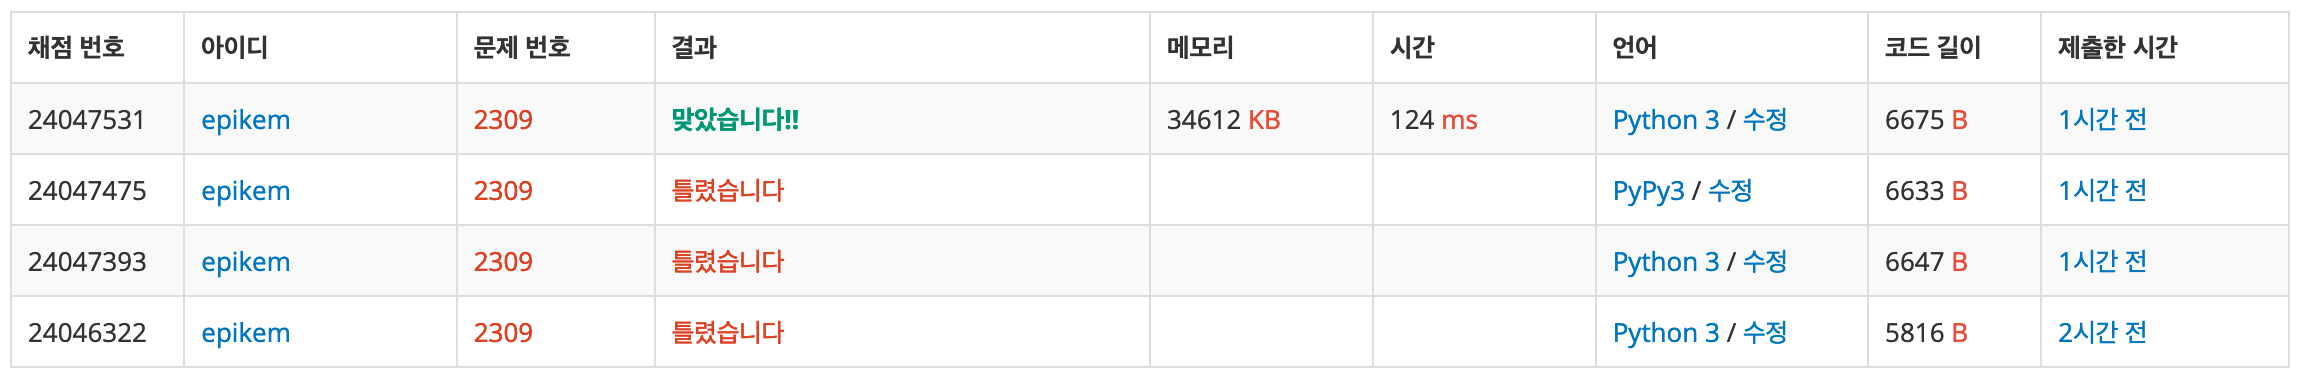 채점 번호 아이디 문제 번호 결과 메모리 시간 언어 코드 길이 제출한 시간
24047531 epikem 2309 맞았습니다!! 34612 KB 124 ms Python 3 / 수정 6675 B 1시간 전
24047475 epikem 2309 틀렸습니다 PyPy3 / 수정 6633 B 1시간 전
24047393 epikem 2309 틀렸습니다 Python 3 / 수정 6647 B 1시간 전
24046322 epikem 2309 틀렸습니다 Python 3 / 수정 5816 B 2시간 전